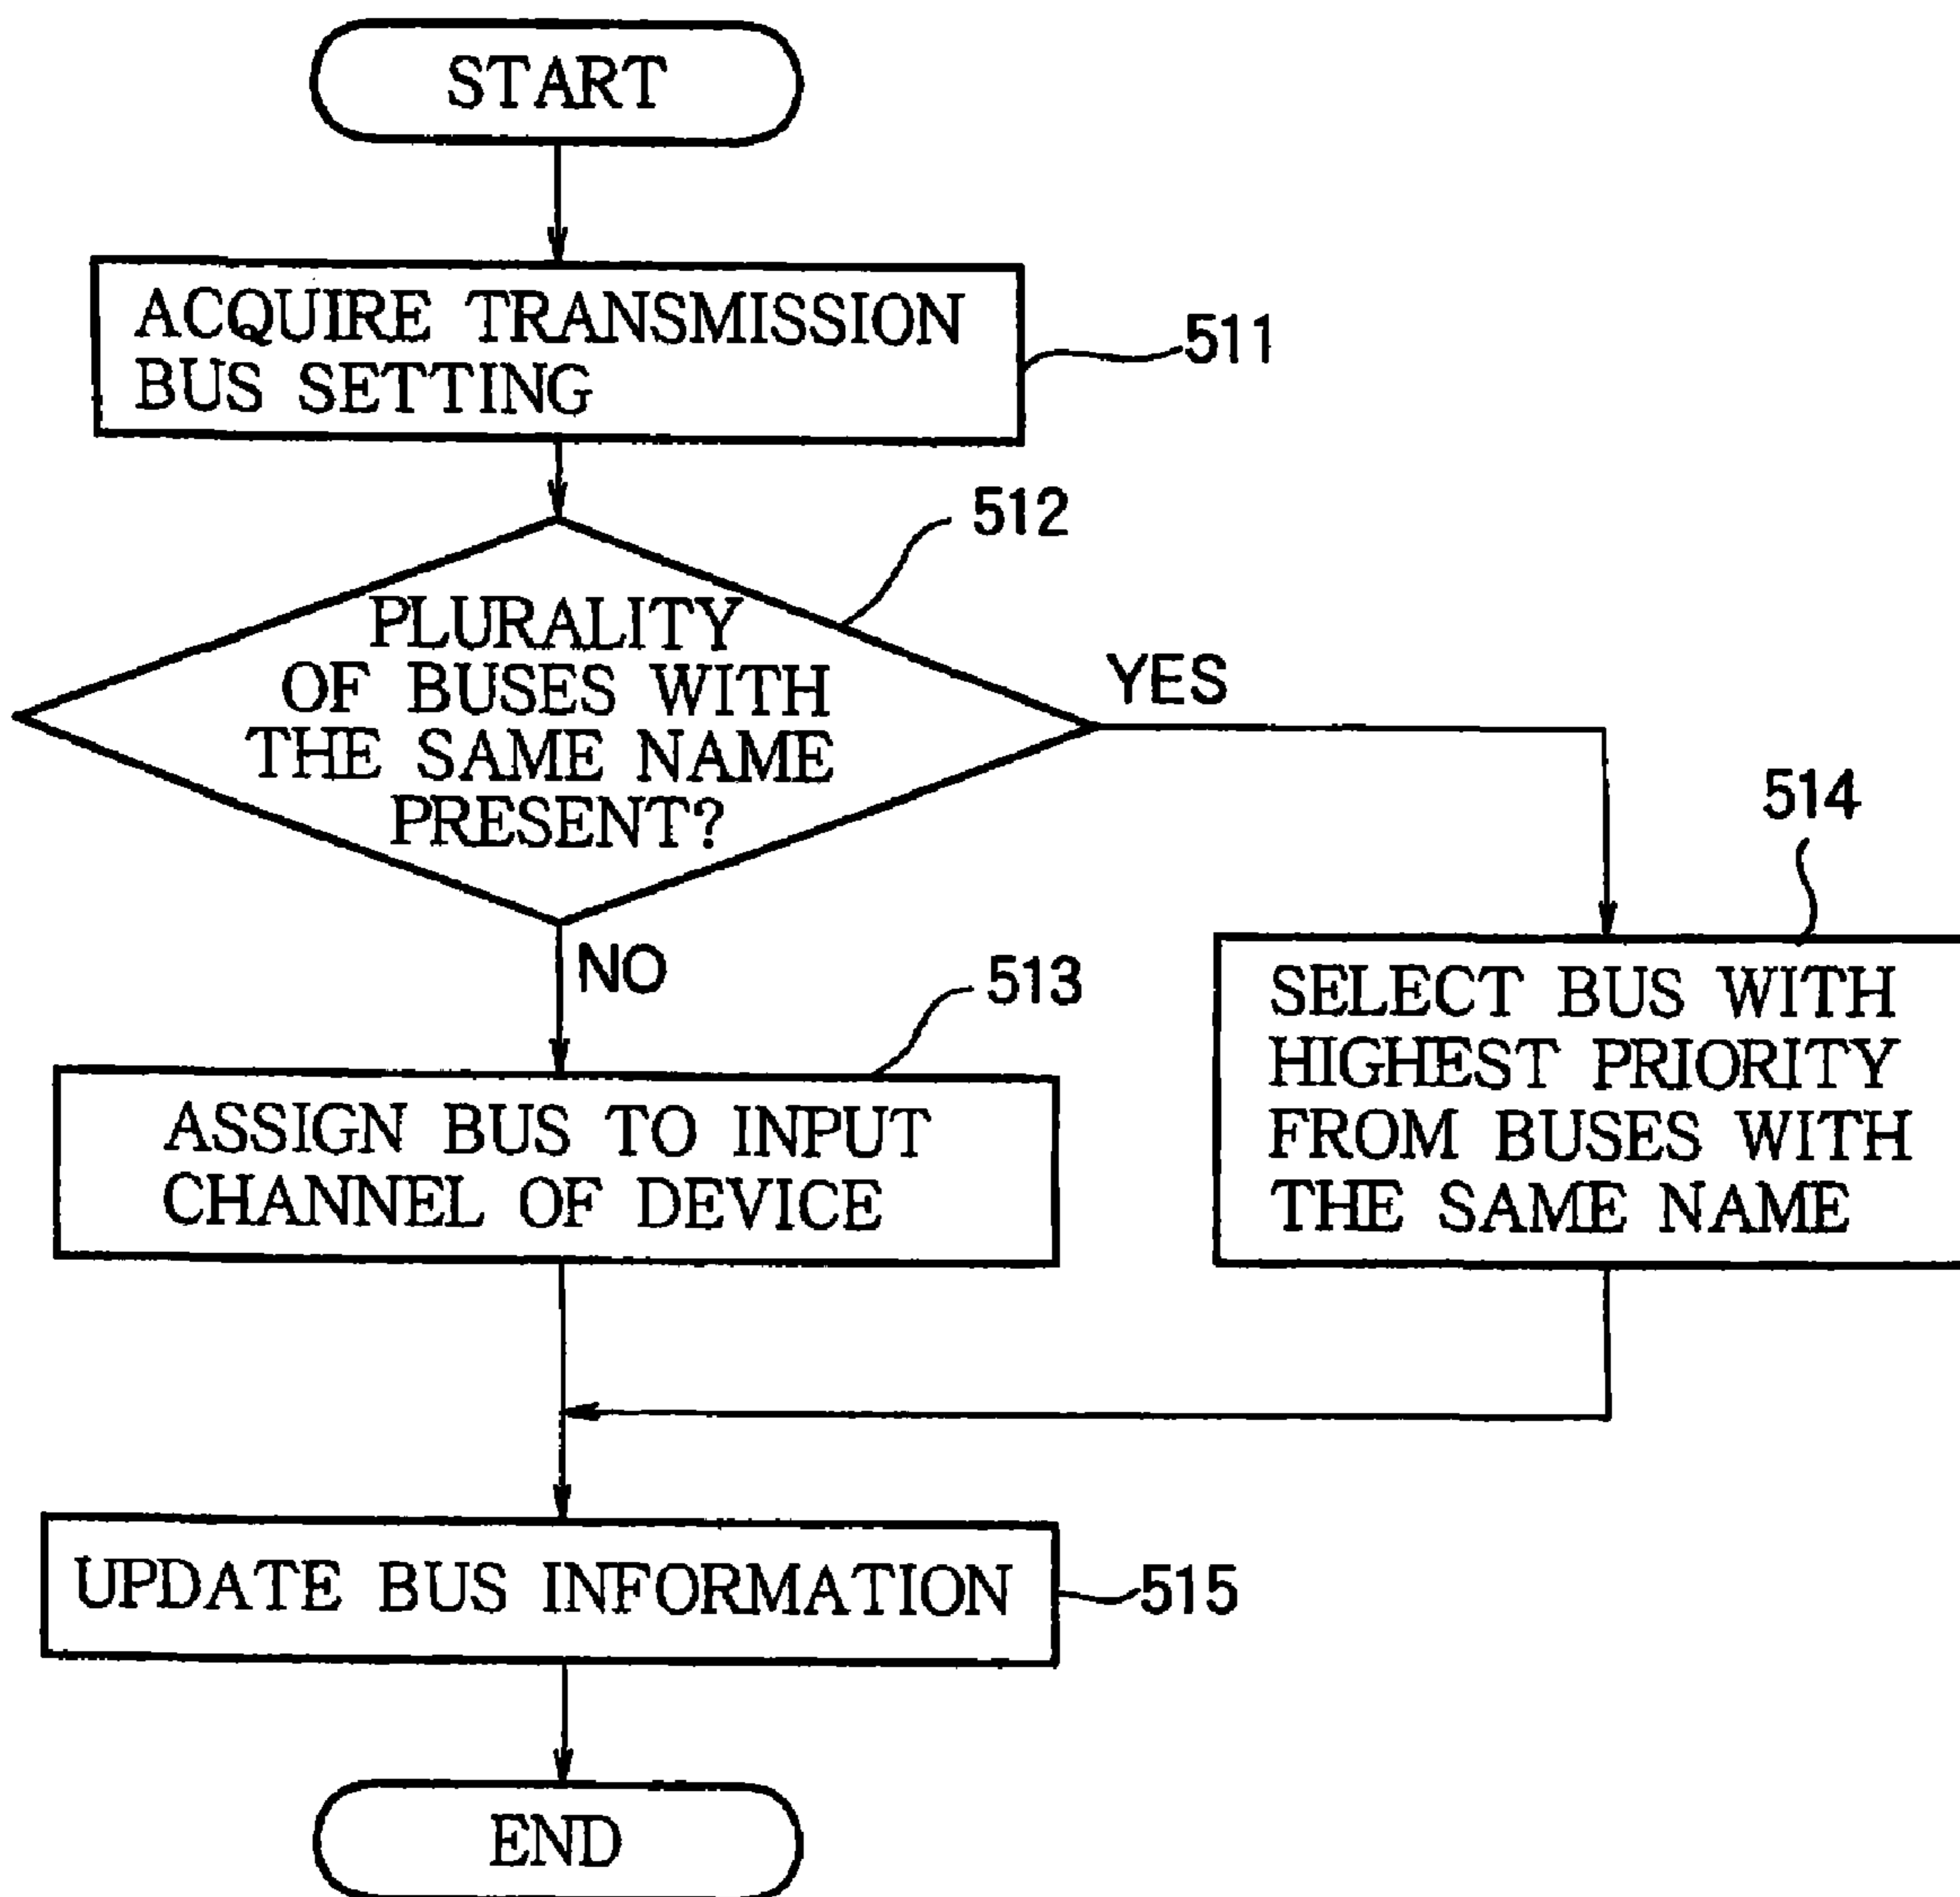 START
ACQUIRE TRANSMISSION
BUS SETTING
511
512
PLURALITY
OF BUSES WITH
THE SAME NAME
PRESENT?
YES
NO
513
514
ASSIGN BUS TO INPUT
CHANNEL OF DEVICE
SELECT BUS WITH
HIGHEST PRIORITY
FROM BUSES WITH
THE SAME NAME
UPDATE BUS INFORMATION
515
END